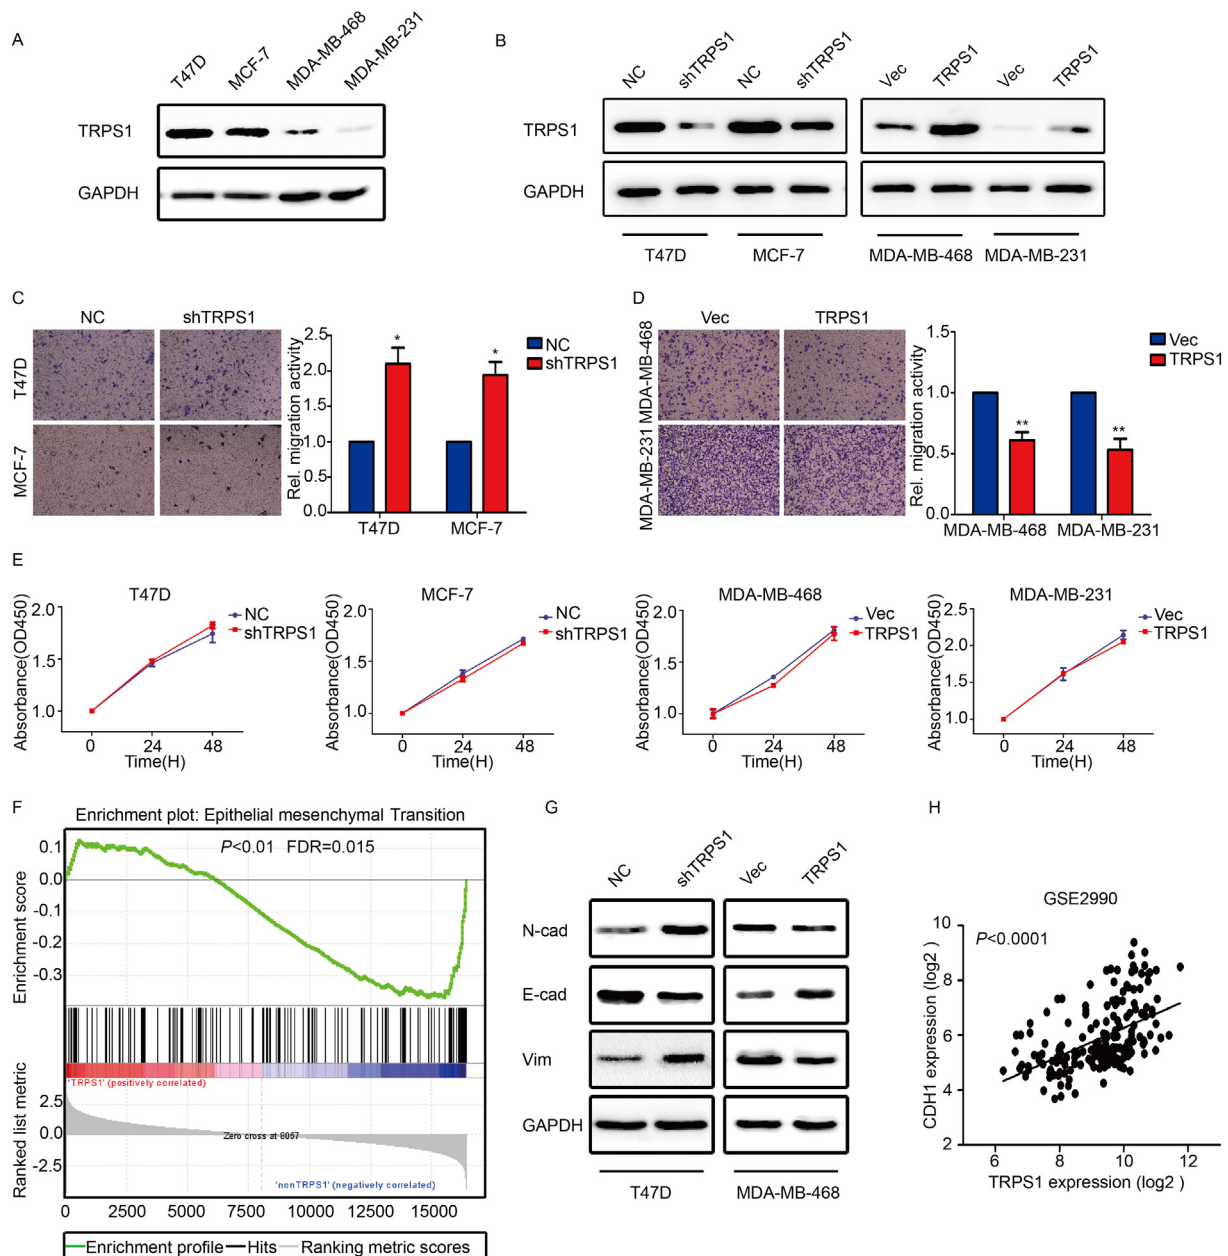 A
T47D
MCF-7
MDA-MB-468
MDA-MB-231
TRPS1
GAPDH
B
NC
shTRPS1
NC
shTRPS1
Vec
TRPS1
Vec
TRPS1
TRPS1
GAPDH
T47D
MCF-7
MDA-MB-468
MDA-MB-231
C
NC
shTRPS1
T47D
MCF-7
Rel. migration activity
2.5
2.0
1.5
1.0
0.5
0.0
*
*
NC
shTRPS1
T47D
MCF-7
D
Vec
TRPS1
MDA-MB-468
MDA-MB-231
Rel. migration activity
1.5
1.0
0.5
0.0
**
**
Vec
TRPS1
MDA-MB-468
MDA-MB-231
E
T47D
Absorbance(OD450)
2.0
1.5
1.0
0
24
48
Time(H)
NC
shTRPS1
MCF-7
Absorbance(OD450)
2.0
1.5
1.0
0
24
48
Time(H)
NC
shTRPS1
MDA-MB-468
Absorbance(OD450)
2.0
1.5
1.0
0
24
48
Time(H)
Vec
TRPS1
MDA-MB-231
Absorbance(OD450)
2.5
2.0
1.5
1.0
0
24
48
Time(H)
Vec
TRPS1
F
Enrichment plot: Epithelial mesenchymal Transition
P<0.01 FDR=0.015
Enrichment score
0.1
0.0
-0.1
-0.2
-0.3
'TRPS1' (positively correlated)
Ranked list metric
2.5
0.0
-2.5
Zero cross at 8057
'nonTRPS1' (negatively correlated)
0
2500
5000
7500
10000
12500
15000
Enrichment profile
Hits
Ranking metric scores
G
NC
shTRPS1
Vec
TRPS1
N-cad
E-cad
Vim
GAPDH
T47D
MDA-MB-468
H
GSE2990
P<0.0001
CDH1 expression (log2 )
10
8
6
4
2
6
8
10
12
TRPS1 expression (log2 )